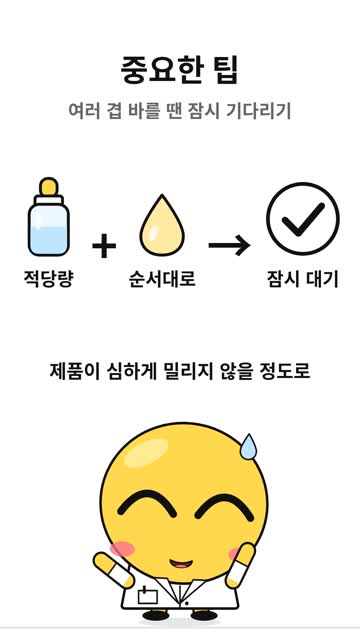 중요한 팁
여러 겹 바를 땐 잠시 기다리기
적당량 + 순서대로 → 잠시 대기
제품이 심하게 밀리지 않을 정도로